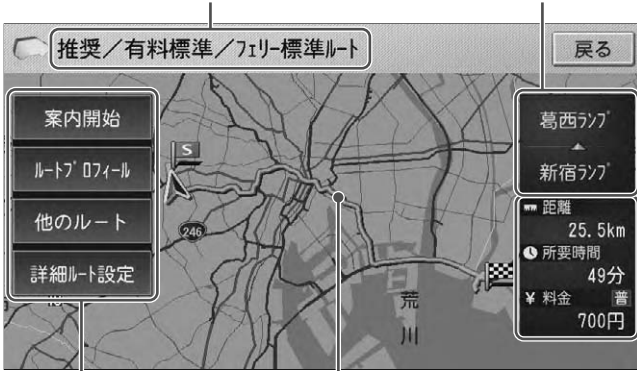 推奨／有料標準／ﾌｪﾘｰ標準ﾙｰﾄ
戻る
案内開始
ﾙｰﾄﾌﾟﾛﾌｨｰﾙ
他のルート
詳細ﾙｰﾄ設定
S
246
荒
川
葛西ﾗﾝﾌﾟ
新宿ﾗﾝﾌﾟ
距離
25.5km
所要時間
49分
¥ 料金 普
700円